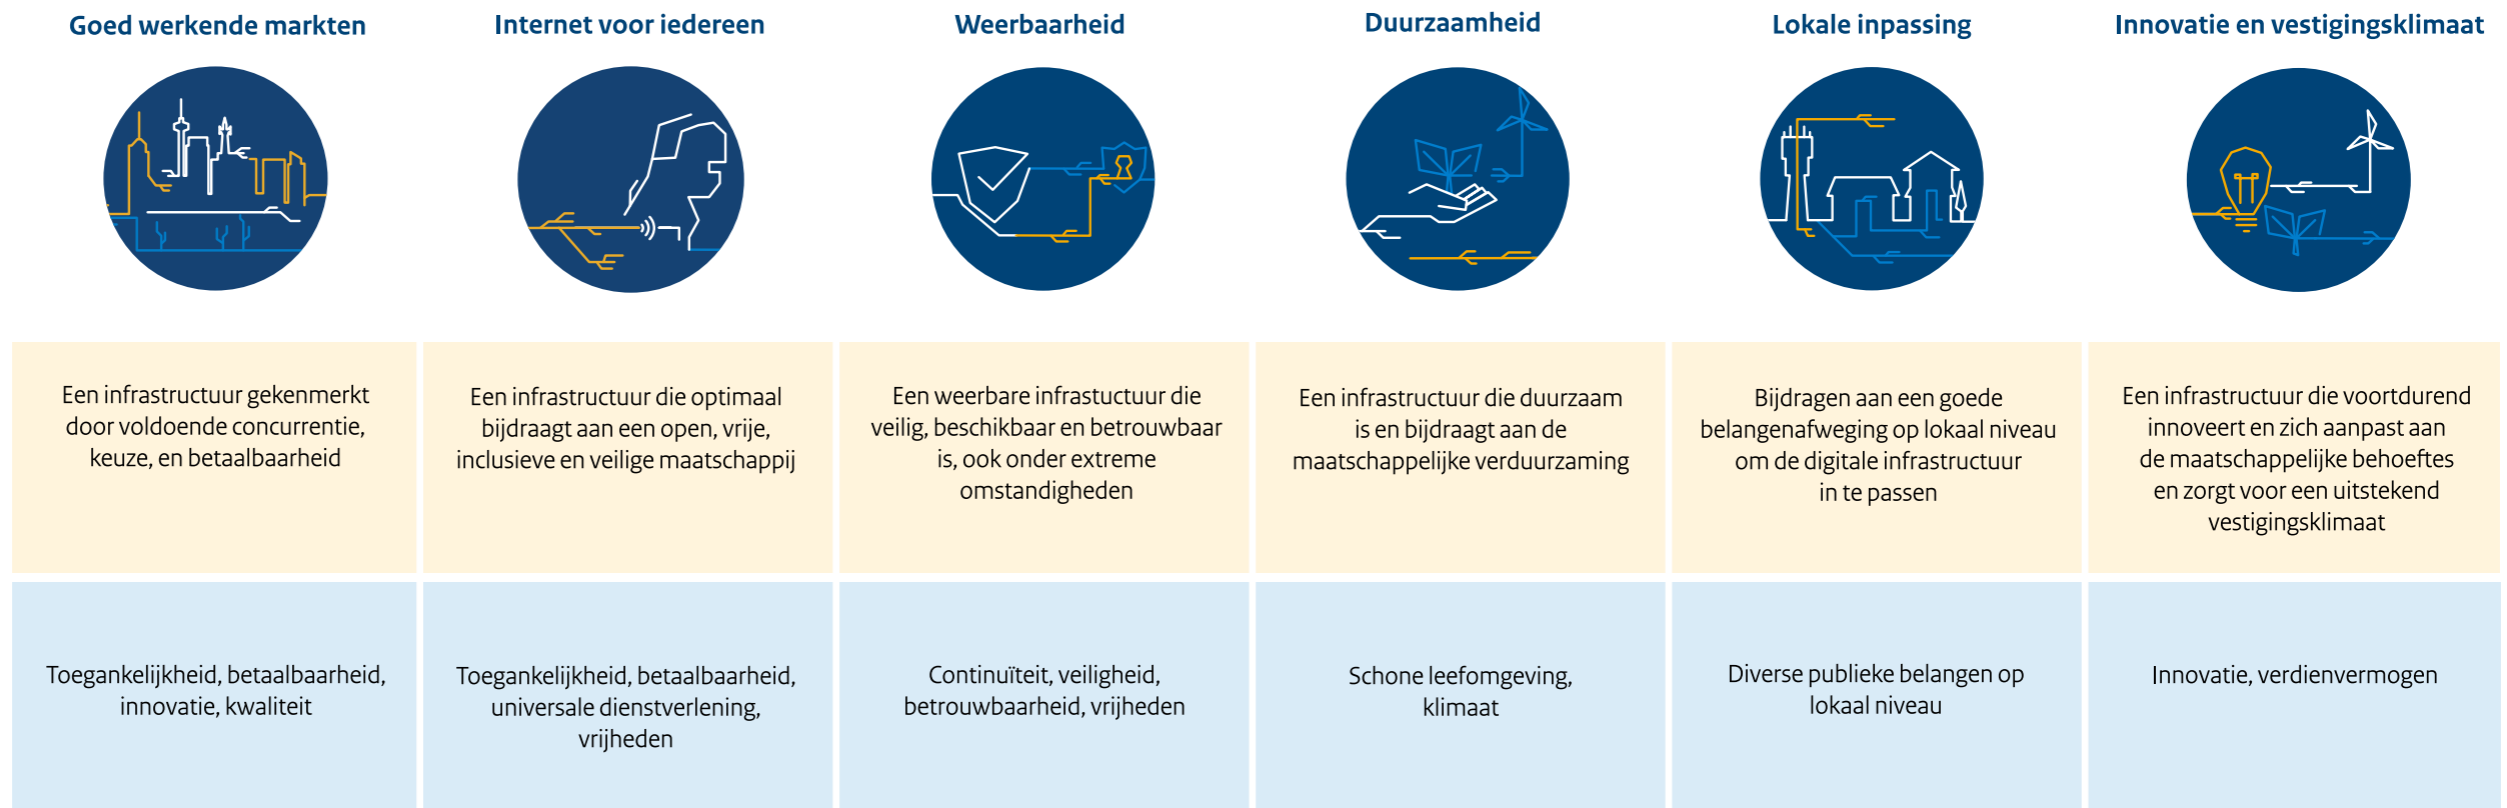 Goed werkende markten
Internet voor iedereen
Weerbaarheid
Duurzaamheid
Lokale inpassing
Innovatie en vestigingsklimaat
Een infrastructuur gekenmerkt
door voldoende concurrentie,
keuze, en betaalbaarheid
Een infrastructuur die optimaal
bijdraagt aan een open, vrije,
inclusieve en veilige maatschappij
Een weerbare infrastuctuur die
veilig, beschikbaar en betrouwbaar
is, ook onder extreme
omstandigheden
Een infrastructuur die duurzaam
is en bijdraagt aan de
maatschappelijke verduurzaming
Bijdragen aan een goede
belangenafweging op lokaal niveau
om de digitale infrastructuur
in te passen
Een infrastructuur die voortdurend
innoveert en zich aanpast aan
de maatschappelijke behoeftes
en zorgt voor een uitstekend
vestigingsklimaat
Toegankelijkheid, betaalbaarheid,
innovatie, kwaliteit
Toegankelijkheid, betaalbaarheid,
universale dienstverlening,
vrijheden
Continuïteit, veiligheid,
betrouwbaarheid, vrijheden
Schone leefomgeving,
klimaat
Diverse publieke belangen op
lokaal niveau
Innovatie, verdienvermogen